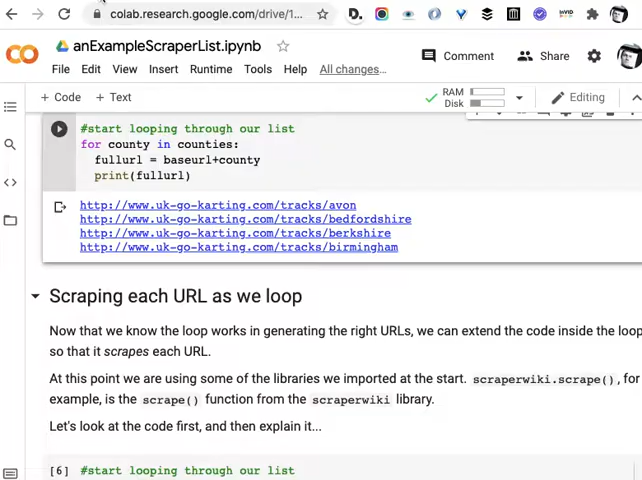 colab.research.google.com/drive/1...
anExampleScraperList.ipynb
Comment
Share
File Edit View Insert Runtime Tools Help All changes...
+ Code + Text
RAM
Disk
Editing
#start looping through our list
for county in counties:
fullurl = baseurl+county
print(fullurl)
http://www.uk-go-karting.com/tracks/avon
http://www.uk-go-karting.com/tracks/bedfordshire
http://www.uk-go-karting.com/tracks/berkshire
http://www.uk-go-karting.com/tracks/birmingham
Scraping each URL as we loop
Now that we know the loop works in generating the right URLs, we can extend the code inside the loop
so that it scrapes each URL.
At this point we are using some of the libraries we imported at the start. scraperwiki.scrape(), for
example, is the scrape() function from the scraperwiki library.
Let's look at the code first, and then explain it...
[6] #start looping through our list